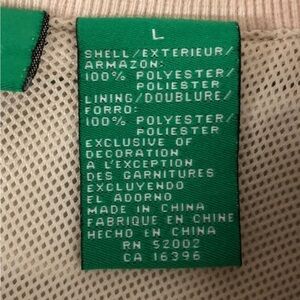 L
SHELL/EXTERIEUR/
ARMAZON:
100% POLYESTER/
POLIESTER
LINING/DOUBLURE/
FORRO:
100% POLYESTER/
POLIESTER
EXCLUSIVE OF
DECORATION
A L'EXCEPTION
DES GARNITURES
EXCLUYENDO
EL ADORNO
MADE IN CHINA
FABRIQUE EN CHINE
HECHO EN CHINA
RN 52002
CA 16396